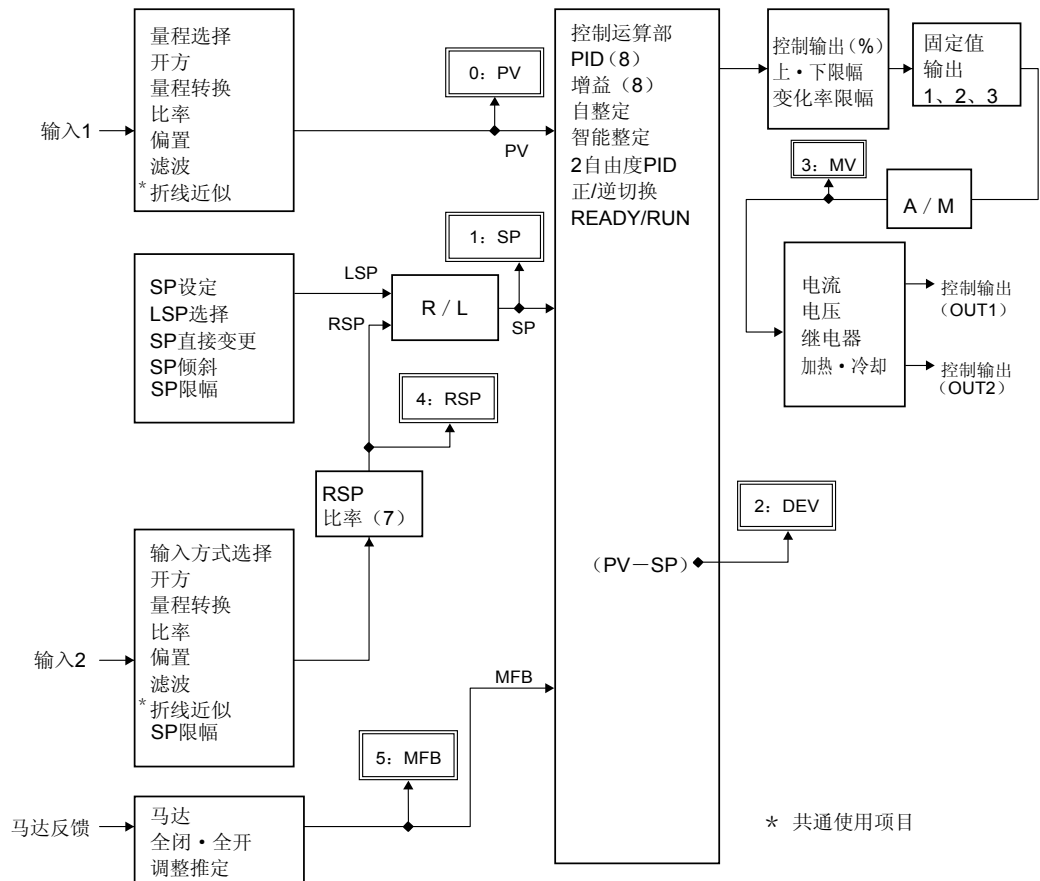 输入1
量程选择
开方
量程转换
比率
偏置
滤波
*折线近似
0：PV
PV
SP设定
LSP选择
SP直接变更
SP倾斜
SP限幅
LSP
RSP
R／L
1：SP
SP
4：RSP
RSP
比率（7）
输入2
输入方式选择
开方
量程转换
比率
偏置
滤波
*折线近似
SP限幅
马达反馈
马达
全闭・全开
调整推定
5：MFB
MFB
控制运算部
PID（8）
增益（8）
自整定
智能整定
2自由度PID
正/逆切换
READY/RUN
（PV－SP）
2：DEV
控制输出（%）
上・下限幅
变化率限幅
固定值
输出
1、2、3
3：MV
A／M
电流
电压
继电器
加热・冷却
控制输出
（OUT1）
控制输出
（OUT2）
* 共通使用项目